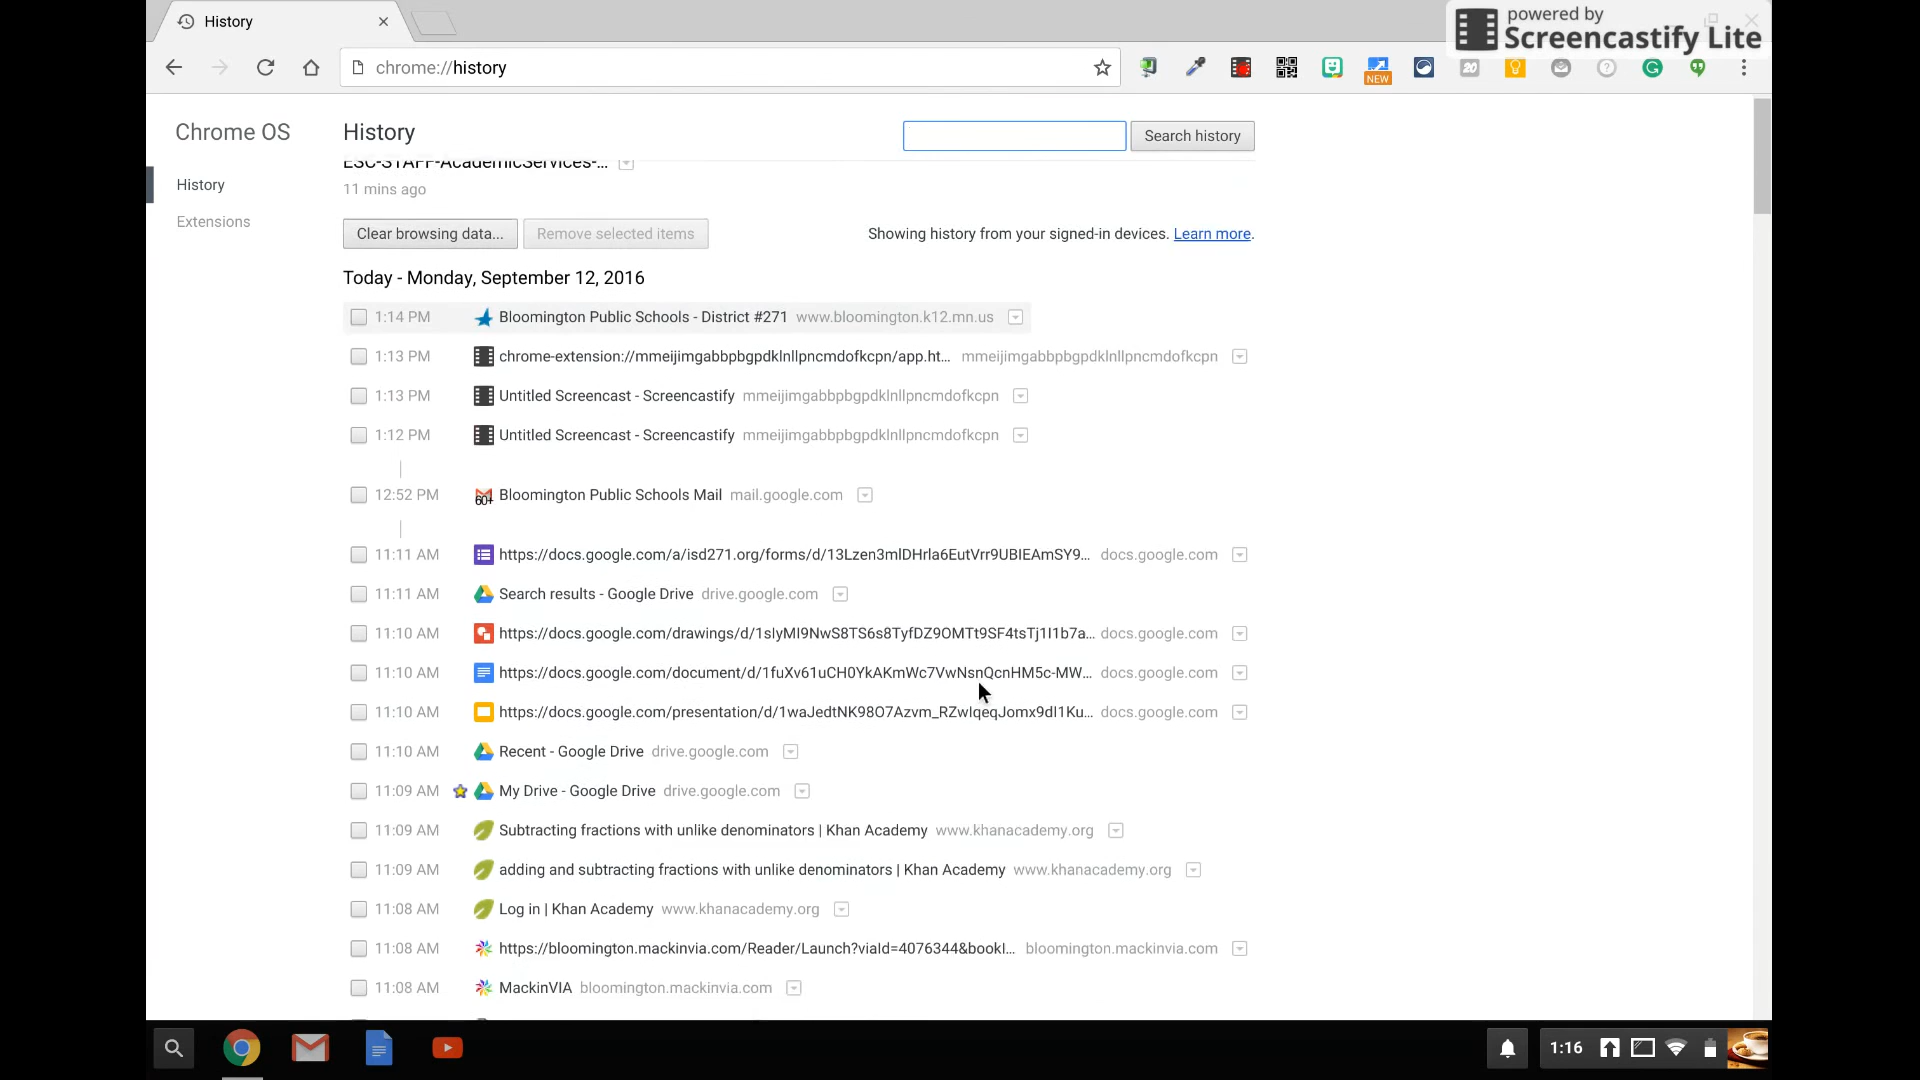 History
powered by
Screencastify Lite
chrome://history
NEW
20
Chrome OS
History
Search history
ESC-STAFF-AcademicServices-...
11 mins ago
History
Extensions
Clear browsing data...
Remove selected items
Showing history from your signed-in devices. Learn more.
Today - Monday, September 12, 2016
1:14 PM Bloomington Public Schools - District #271 www.bloomington.k12.mn.us
1:13 PM chrome-extension://mmeijimgabbpbgpdklnllpncmdofkcpn/app.ht... mmeijimgabbpbgpdklnllpncmdofkcpn
1:13 PM Untitled Screencast - Screencastify mmeijimgabbpbgpdklnllpncmdofkcpn
1:12 PM Untitled Screencast - Screencastify mmeijimgabbpbgpdklnllpncmdofkcpn
12:52 PM 60+ Bloomington Public Schools Mail mail.google.com
11:11 AM https://docs.google.com/a/isd271.org/forms/d/13Lzen3mlDHrla6EutVrr9UBIEAmSY9... docs.google.com
11:11 AM Search results - Google Drive drive.google.com
11:10 AM https://docs.google.com/drawings/d/1slyMI9NwS8TS6s8TyfDZ9OMTt9SF4tsTj1I1b7a... docs.google.com
11:10 AM https://docs.google.com/document/d/1fuXv61uCH0YkAKmWc7VwNsnQcnHM5c-MW... docs.google.com
11:10 AM https://docs.google.com/presentation/d/1waJedtNK98O7Azvm_RZwIqeqJomx9dI1Ku... docs.google.com
11:10 AM Recent - Google Drive drive.google.com
11:09 AM My Drive - Google Drive drive.google.com
11:09 AM Subtracting fractions with unlike denominators | Khan Academy www.khanacademy.org
11:09 AM adding and subtracting fractions with unlike denominators | Khan Academy www.khanacademy.org
11:08 AM Log in | Khan Academy www.khanacademy.org
11:08 AM https://bloomington.mackinvia.com/Reader/Launch?viaId=4076344&bookI... bloomington.mackinvia.com
11:08 AM MackinVIA bloomington.mackinvia.com
1:16